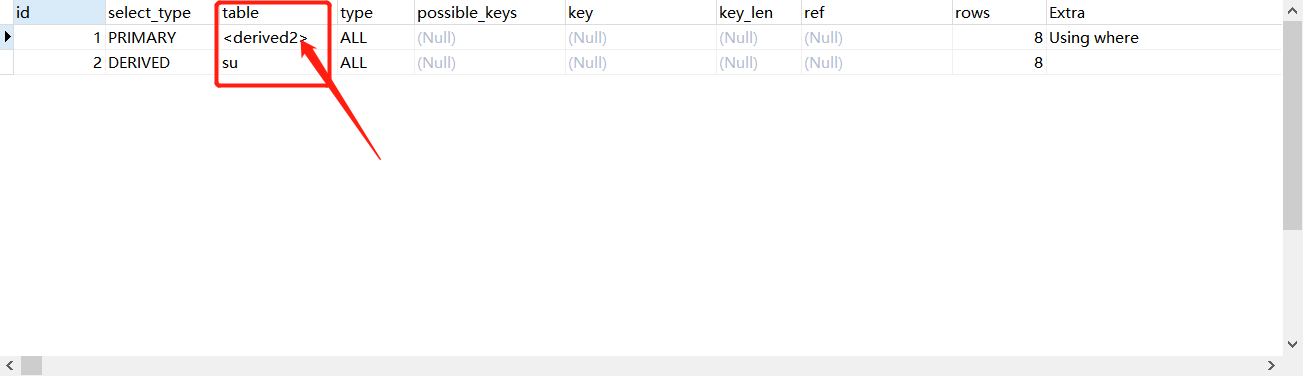 id select_type table type possible_keys key key_len ref rows Extra
1 PRIMARY <derived2> ALL (Null) (Null) (Null) (Null) 8 Using where
2 DERIVED su ALL (Null) (Null) (Null) (Null) 8